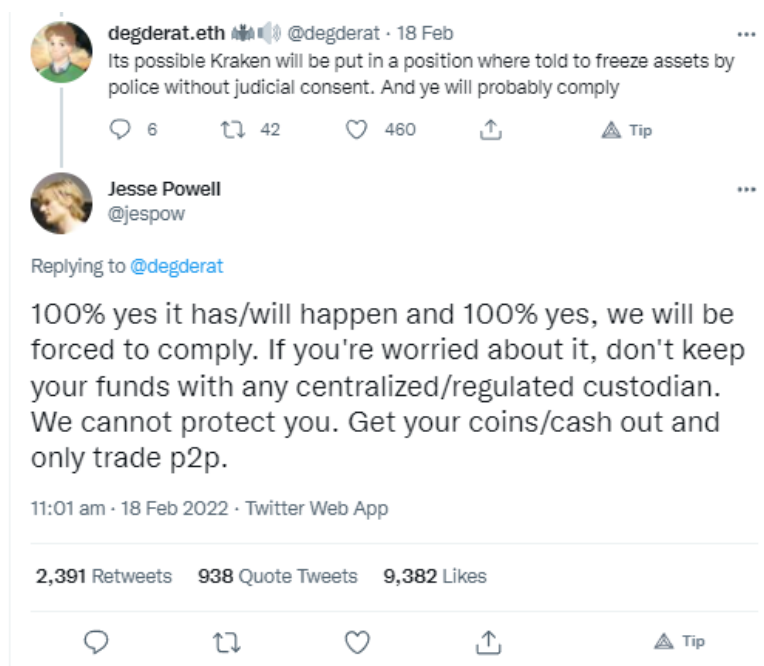 degderat.eth @degderat · 18 Feb
Its possible Kraken will be put in a position where told to freeze assets by
police without judicial consent. And ye will probably comply
6 42 460 Tip
Jesse Powell
@jespow
Replying to @degderat
100% yes it has/will happen and 100% yes, we will be
forced to comply. If you're worried about it, don't keep
your funds with any centralized/regulated custodian.
We cannot protect you. Get your coins/cash out and
only trade p2p.
11:01 am · 18 Feb 2022 · Twitter Web App
2,391 Retweets 938 Quote Tweets 9,382 Likes
Tip